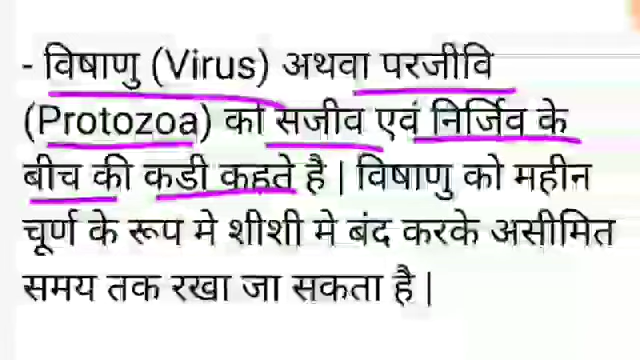 - विषाणु (Virus) अथवा परजीवि
(Protozoa) को सजीव एवं निर्जिव के
बीच की कडी कहते है | विषाणु को महीन
चूर्ण के रूप मे शीशी मे बंद करके असीमित
समय तक रखा जा सकता है |